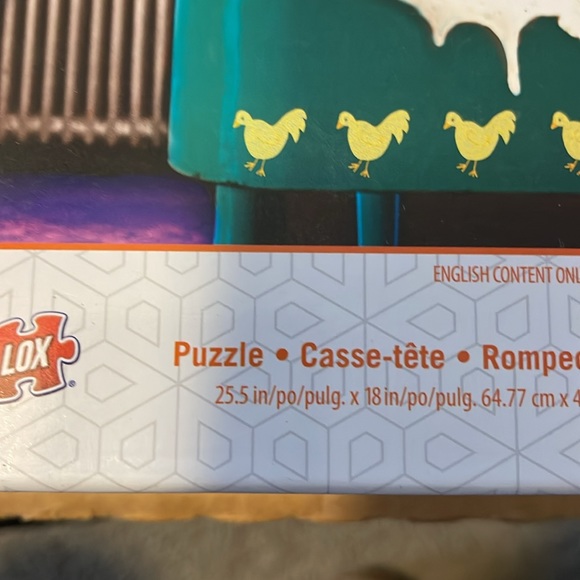 ENGLISH CONTENT ONL
LOX
®
Puzzle • Casse-tête • Rompec
25.5 in/po/pulg. x 18 in/po/pulg. 64.77 cm x 4